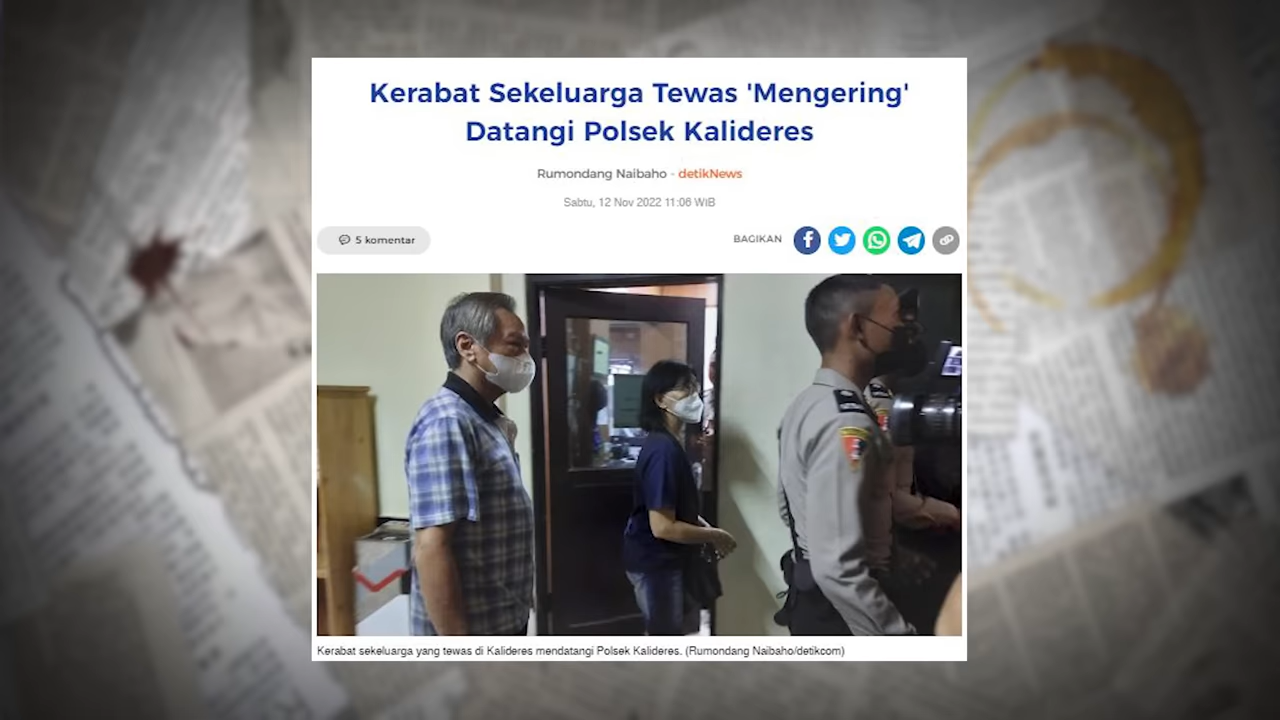 Kerabat Sekeluarga Tewas 'Mengering'
Datangi Polsek Kalideres
Rumondang Naibaho - detikNews
Sabtu, 12 Nov 2022 11:06 WIB
5 komentar
BAGIKAN
Kerabat sekeluarga yang tewas di Kalideres mendatangi Polsek Kalideres. (Rumondang Naibaho/detikcom)